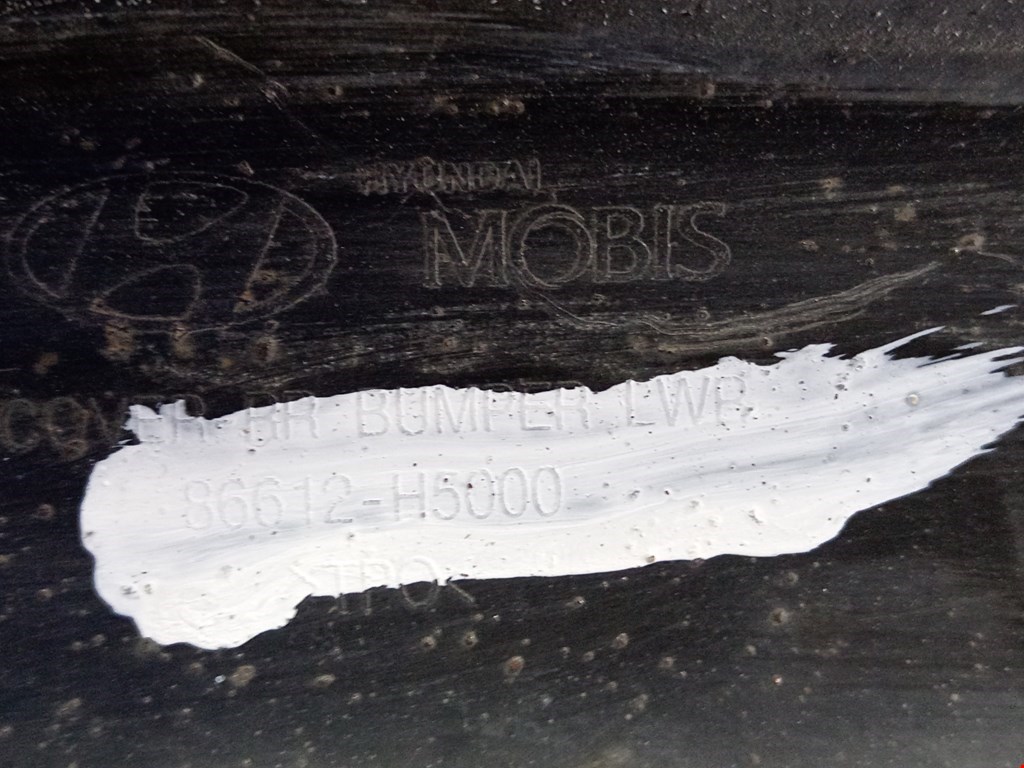 HYUNDAI
MOBIS
COVER RR BUMPER LWR
86612-H5000
>TPO<